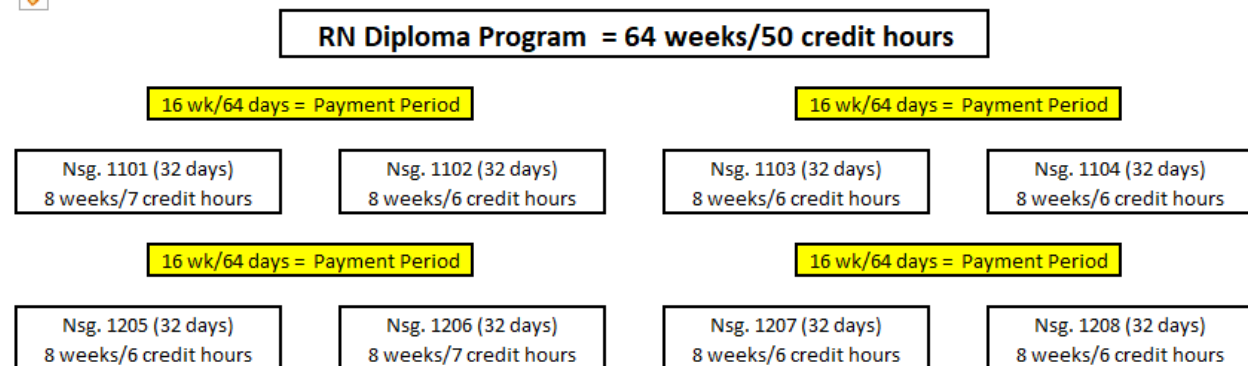 RN Diploma Program = 64 weeks/50 credit hours
16 wk/64 days = Payment Period
16 wk/64 days = Payment Period
Nsg. 1101 (32 days)
8 weeks/7 credit hours
Nsg. 1102 (32 days)
8 weeks/6 credit hours
Nsg. 1103 (32 days)
8 weeks/6 credit hours
Nsg. 1104 (32 days)
8 weeks/6 credit hours
16 wk/64 days = Payment Period
16 wk/64 days = Payment Period
Nsg. 1205 (32 days)
8 weeks/6 credit hours
Nsg. 1206 (32 days)
8 weeks/7 credit hours
Nsg. 1207 (32 days)
8 weeks/6 credit hours
Nsg. 1208 (32 days)
8 weeks/6 credit hours